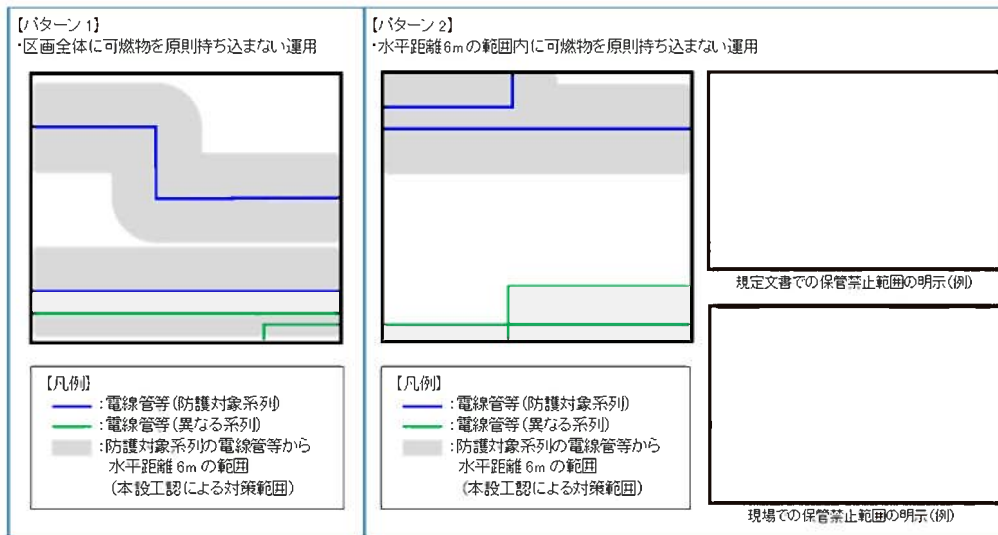 【パターン1】
・区画全体に可燃物を原則持ち込まない運用
【凡例】
:電線管等(防護対象系列)
:電線管等(異なる系列)
:防護対象系列の電線管等から
水平距離6mの範囲
(本設工認による対策範囲)
【パターン2】
・水平距離6mの範囲内に可燃物を原則持ち込まない運用
【凡例】
:電線管等(防護対象系列)
:電線管等(異なる系列)
:防護対象系列の電線管等から
水平距離6mの範囲
(本設工認による対策範囲)
規定文書での保管禁止範囲の明示(例)
現場での保管禁止範囲の明示(例)